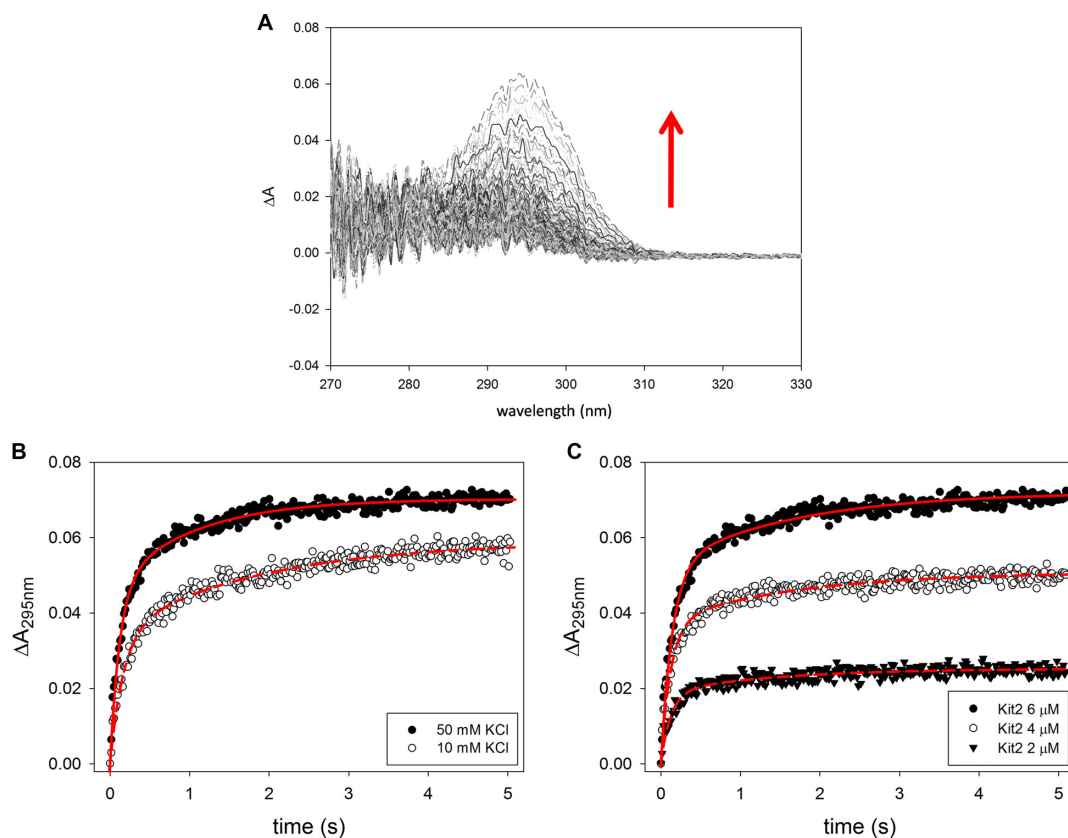 A
0.08
0.06
0.04
0.02
0.00
-0.02
-0.04
ΔA
270 280 290 300 310 320 330
wavelength (nm)
B
0.08
0.06
0.04
0.02
0.00
ΔA295nm
0 1 2 3 4 5
time (s)
50 mM KCl
10 mM KCl
C
0.08
0.06
0.04
0.02
0.00
ΔA295nm
0 1 2 3 4 5
time (s)
Kit2 6 μM
Kit2 4 μM
Kit2 2 μM